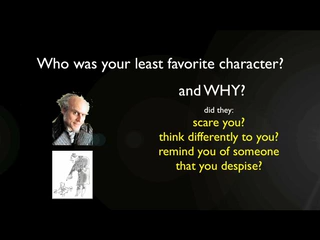 Who was your least favorite character?
and WHY?
did they:
scare you?
think differently to you?
remind you of someone
that you despise?